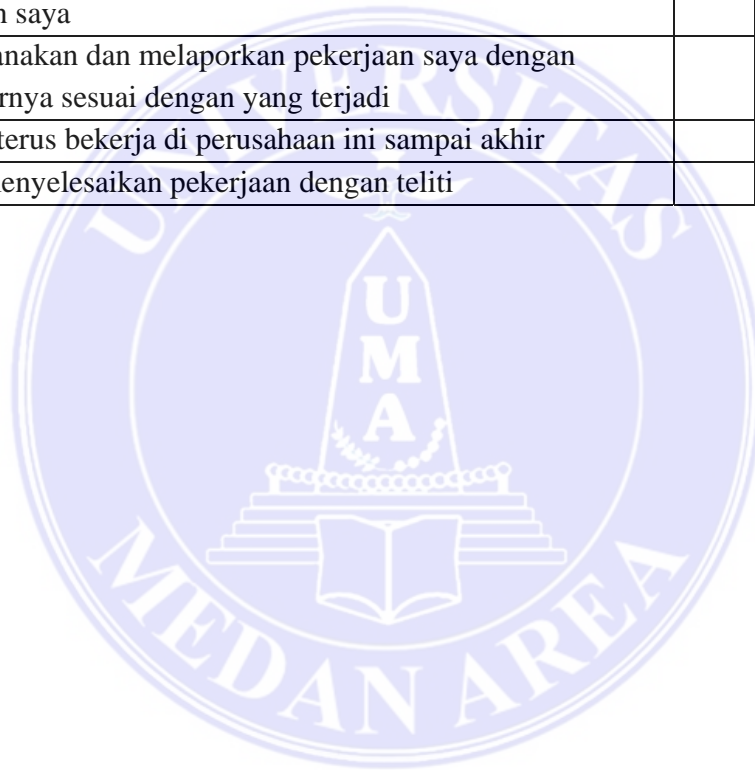 n saya
anakan dan melaporkan pekerjaan saya dengan
rnya sesuai dengan yang terjadi
terus bekerja di perusahaan ini sampai akhir
enyelesaikan pekerjaan dengan teliti
UNIVERSITAS
UMA
MEDAN AREA